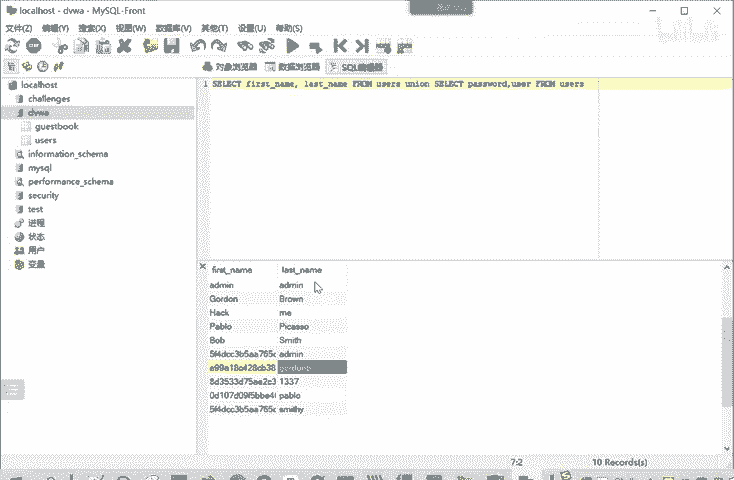 localhost - dvwa - MySQL-Front
文件(Z) 编辑(Y) 搜索(X) 视图(W) 数据库(V) 其他(T) 设置(U) 帮助(S)
对象浏览器 数据浏览器 SQL编辑器
localhost
challenges
dvwa
guestbook
users
information_schema
mysql
performance_schema
security
test
进程
状态
用户
变量
1 SELECT first_name, last_name FROM users union SELECT password,user FROM users
first_name last_name
admin admin
Gordon Brown
Hack me
Pablo Picasso
Bob Smith
5f4dcc3b5aa765c admin
e99a18c428cb38 gordonb
8d3533d75ae2c3 1337
0d107d09f5bbe4 pablo
5f4dcc3b5aa765c smithy
7:2 10 Records(s)